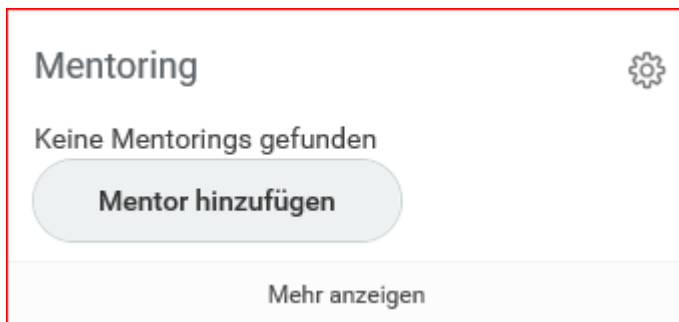 Mentoring
Keine Mentorings gefunden
Mentor hinzufügen
Mehr anzeigen